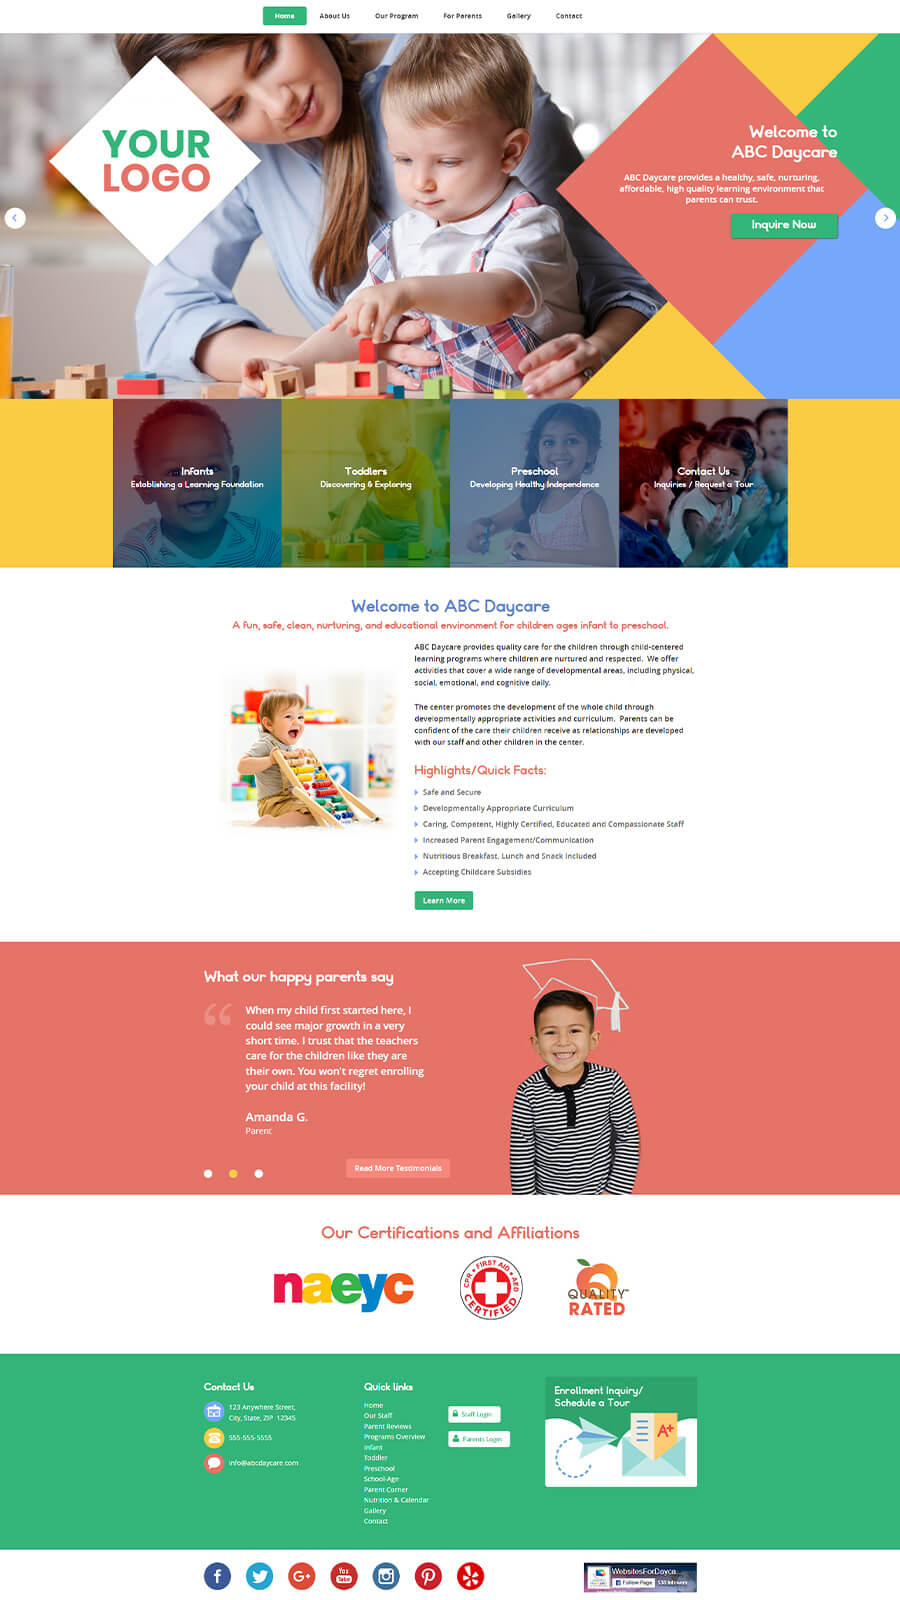 Home About Us Our Program For Parents Gallery Contact
YOUR
LOGO
Welcome to
ABC Daycare
ABC Daycare provides a healthy, safe, nurturing,
affordable, high quality learning environment that
parents can trust.
Inquire Now
Infants
Establishing a Learning Foundation
Toddlers
Discovering & Exploring
Preschool
Developing Healthy Independence
Contact Us
Inquiries / Request a Tour
Welcome to ABC Daycare
A fun, safe, clean, nurturing, and educational environment for children ages infant to preschool.
ABC Daycare provides quality care for the children through child-centered
learning programs where children are nurtured and respected. We offer
activities that cover a wide range of developmental areas, including physical,
social, emotional, and cognitive daily.
The center promotes the development of the whole child through
developmentally appropriate activities and curriculum. Parents can be
confident of the care their children receive as relationships are developed
with our staff and other children in the center.
Highlights/Quick Facts:
Safe and Secure
Developmentally Appropriate Curriculum
Caring, Competent, Highly Certified, Educated and Compassionate Staff
Increased Parent Engagement/Communication
Nutritious Breakfast, Lunch and Snack Included
Accepting Childcare Subsidies
Learn More
What our happy parents say
“
When my child first started here, I
could see major growth in a very
short time. I trust that the teachers
care for the children like they are
their own. You won't regret enrolling
your child at this facility!
Amanda G.
Parent
Read More Testimonials
Our Certifications and Affiliations
naeyc
CPR • FIRST AID • AED
CERTIFIED
QUALITY™
RATED
Contact Us
123 Anywhere Street,
City, State, ZIP 12345
555-555-5555
info@abcdaycare.com
Quick links
Home
Our Staff
Parent Reviews
Programs Overview
Infant
Toddler
Preschool
School-Age
Parent Corner
Nutrition & Calendar
Gallery
Contact
Staff Login
Parents Login
Enrollment Inquiry/
Schedule a Tour
A+
You
Tube
WebsitesForDayca
Follow Page